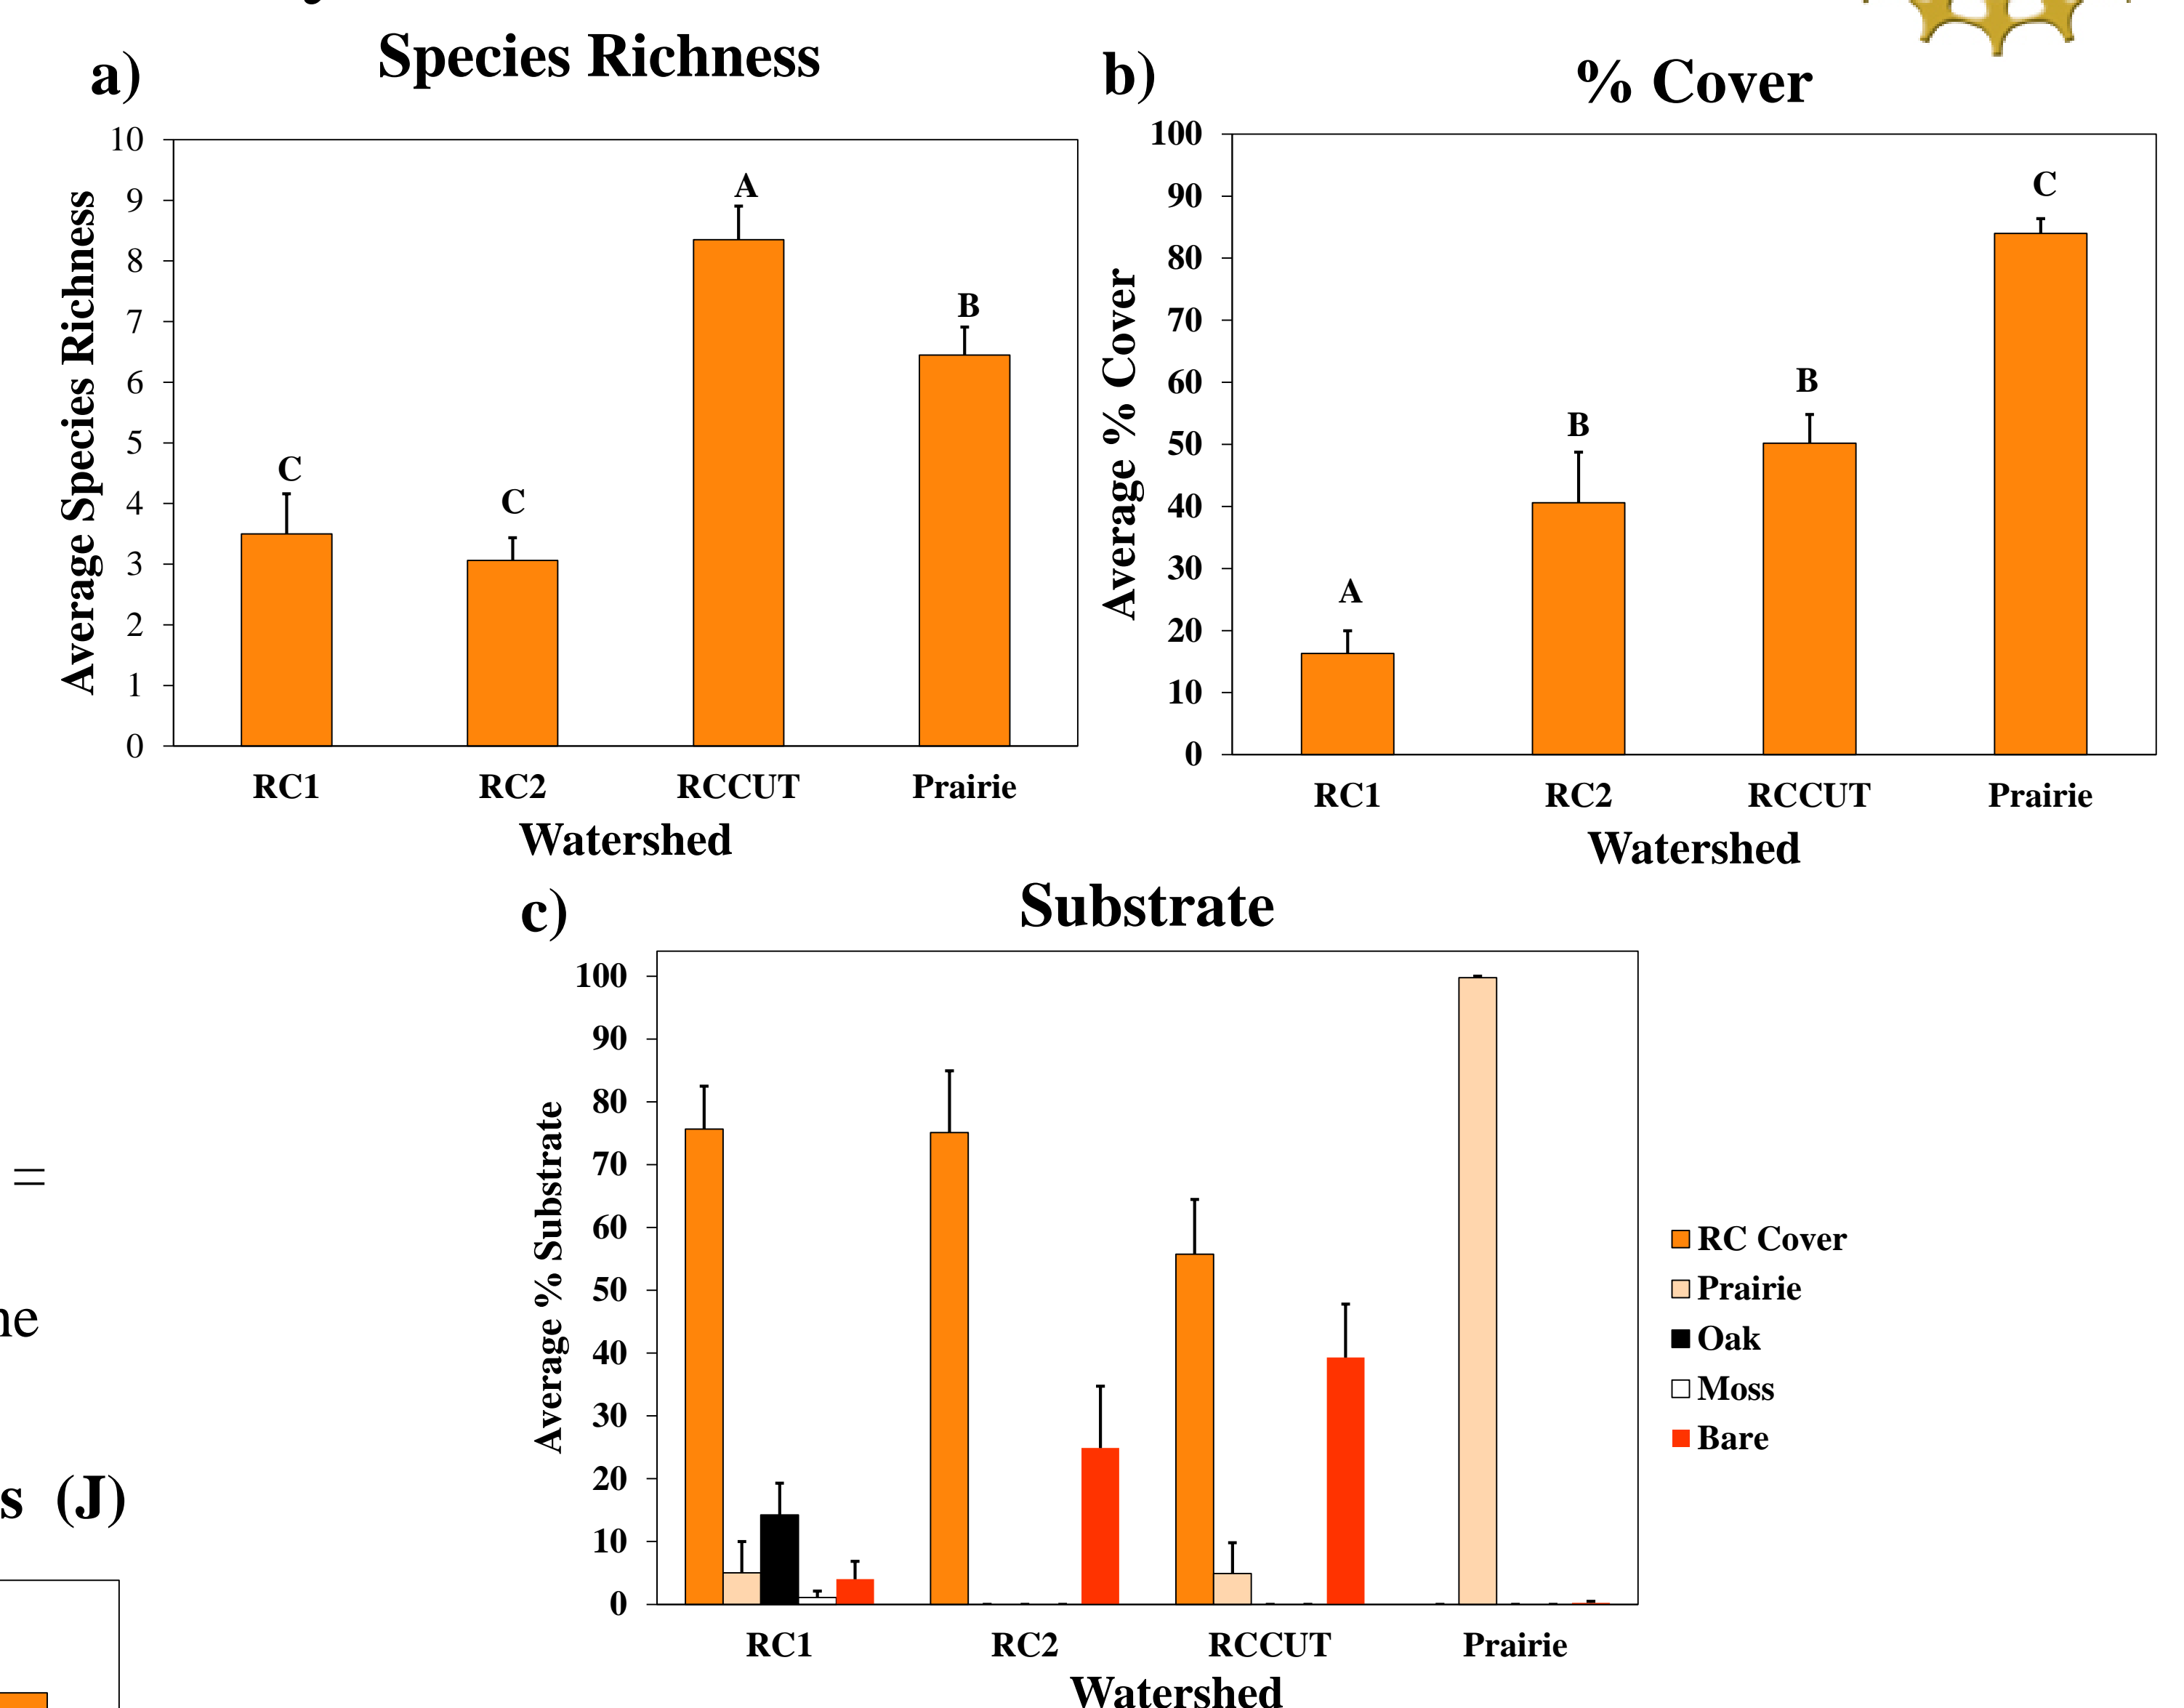 a)
Species Richness
10
9
8
7
6
5
4
3
2
1
0
Average Species Richness
C
C
A
B
RC1 RC2 RCCUT Prairie
Watershed
b)
% Cover
100
90
80
70
60
50
40
30
20
10
0
Average % Cover
A
B
B
C
RC1 RC2 RCCUT Prairie
Watershed
c)
Substrate
100
90
80
70
60
50
40
30
20
10
0
Average % Substrate
RC1 RC2 RCCUT Prairie
Watershed
RC Cover
Prairie
Oak
Moss
Bare
=
s (J)